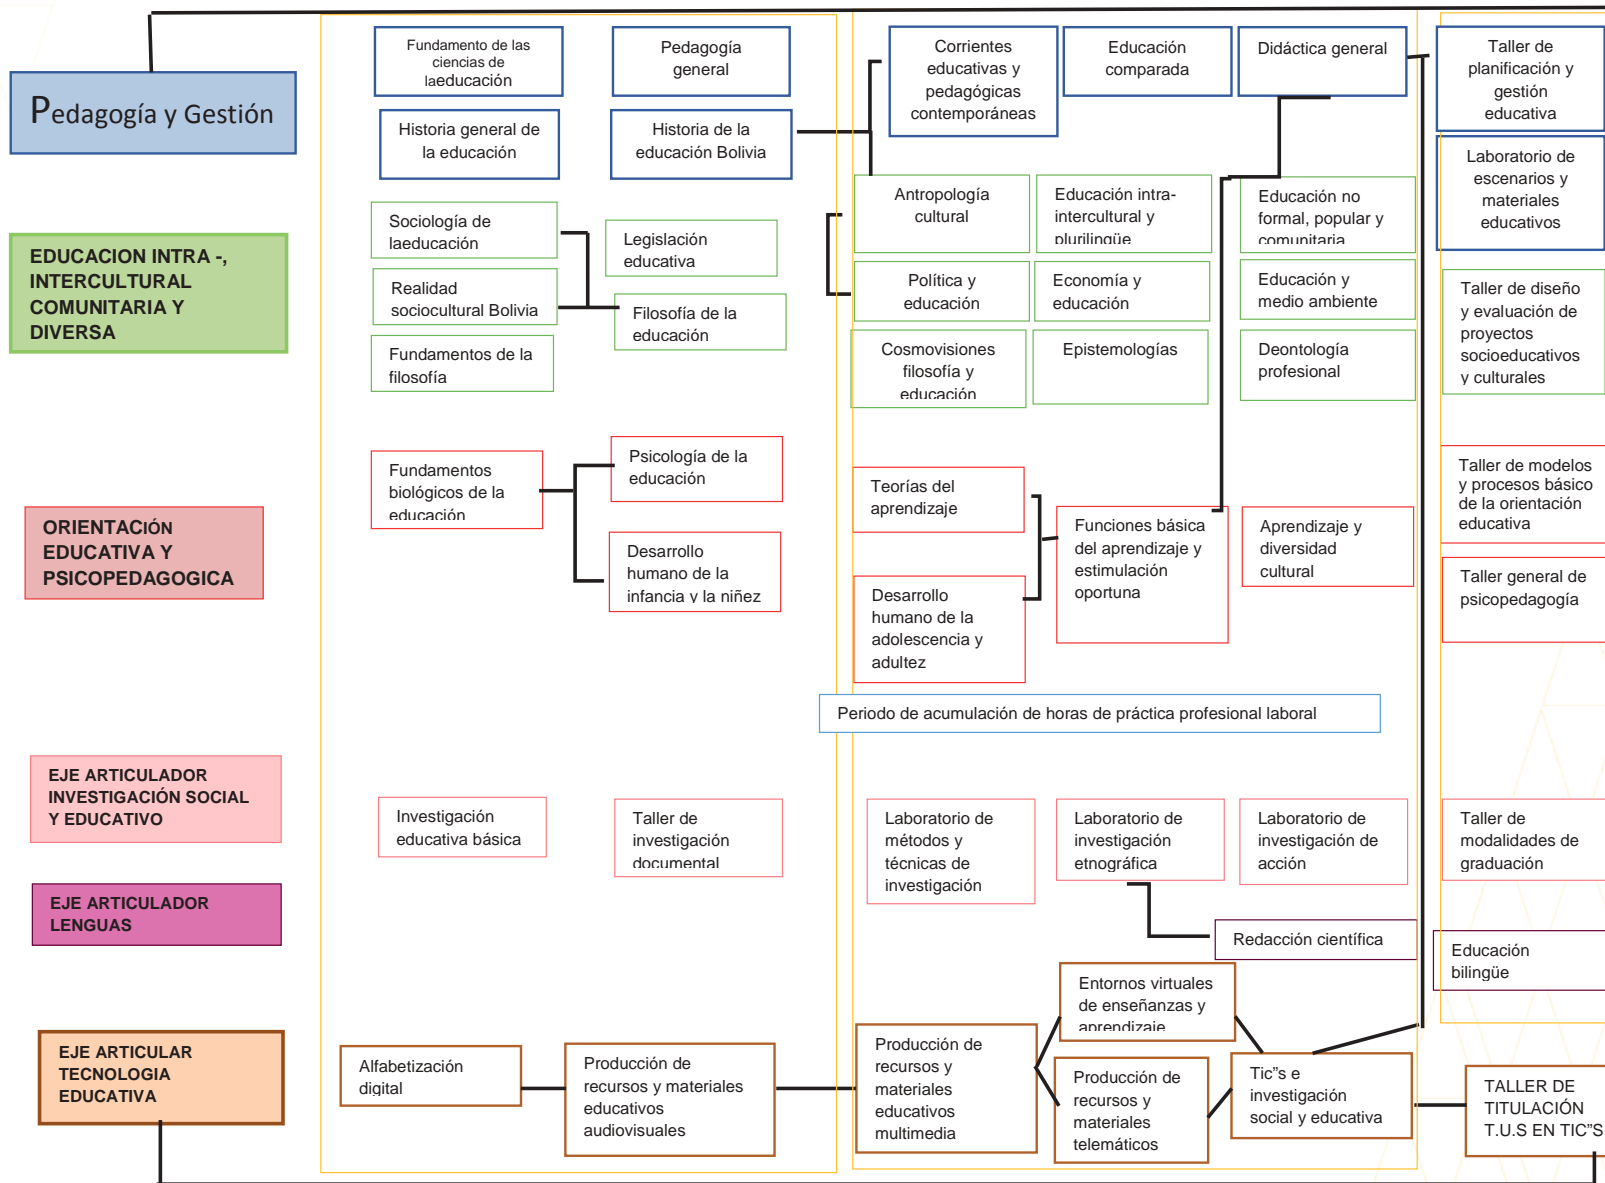 Pedagogía y Gestión
Fundamento de las
ciencias de
laeducación
Pedagogía
general
Corrientes
educativas y
pedagógicas
contemporáneas
Educación
comparada
Didáctica general
Taller de
planificación y
gestión
educativa
Historia general de
la educación
Historia de la
educación Bolivia
Laboratorio de
escenarios y
materiales
educativos
EDUCACION INTRA -,
INTERCULTURAL
COMUNITARIA Y
DIVERSA
Sociología de
laeducación
Legislación
educativa
Antropología
cultural
Educación intra-
intercultural y
plurilingüe
Educación no
formal, popular y
comunitaria
Realidad
sociocultural Bolivia
Filosofía de la
educación
Política y
educación
Economía y
educación
Educación y
medio ambiente
Taller de diseño
y evaluación de
proyectos
socioeducativos
y culturales
Fundamentos de la
filosofía
Cosmovisiones
filosofía y
educación
Epistemologías
Deontología
profesional
ORIENTACIÓN
EDUCATIVA Y
PSICOPEDAGOGICA
Fundamentos
biológicos de la
educación
Psicología de la
educación
Desarrollo
humano de la
infancia y la niñez
Teorías del
aprendizaje
Desarrollo
humano de la
adolescencia y
adultez
Funciones básica
del aprendizaje y
estimulación
oportuna
Aprendizaje y
diversidad
cultural
Taller de modelos
y procesos básico
de la orientación
educativa
Taller general de
psicopedagogía
Periodo de acumulación de horas de práctica profesional laboral
EJE ARTICULADOR
INVESTIGACIÓN SOCIAL
Y EDUCATIVO
Investigación
educativa básica
Taller de
investigación
documental
Laboratorio de
métodos y
técnicas de
investigación
Laboratorio de
investigación
etnográfica
Laboratorio de
investigación de
acción
Taller de
modalidades de
graduación
EJE ARTICULADOR
LENGUAS
Redacción científica
Educación
bilingüe
EJE ARTICULAR
TECNOLOGIA
EDUCATIVA
Alfabetización
digital
Producción de
recursos y materiales
educativos
audiovisuales
Producción de
recursos y
materiales
educativos
multimedia
Entornos virtuales
de enseñanzas y
aprendizaje
Producción de
recursos y
materiales
telemáticos
Tic"s e
investigación
social y educativa
TALLER DE
TITULACIÓN
T.U.S EN TIC"S